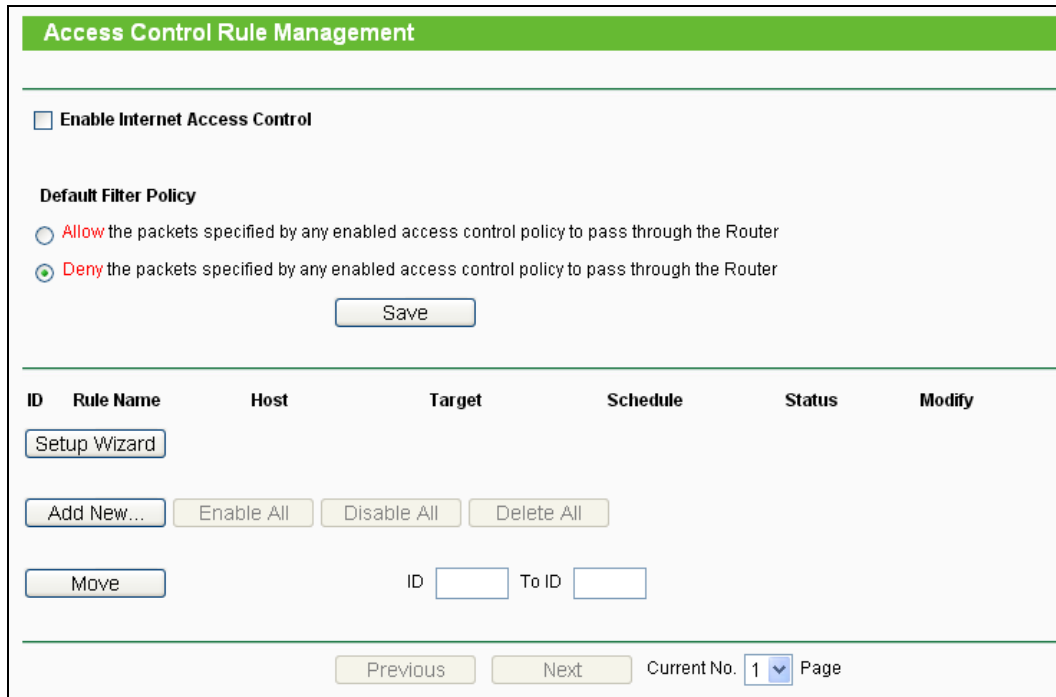 Access Control Rule Management
Enable Internet Access Control
Default Filter Policy
Allow the packets specified by any enabled access control policy to pass through the Router
Deny the packets specified by any enabled access control policy to pass through the Router
Save
ID Rule Name Host Target Schedule Status Modify
Setup Wizard
Add New... Enable All Disable All Delete All
Move ID To ID
Previous Next Current No. 1 Page